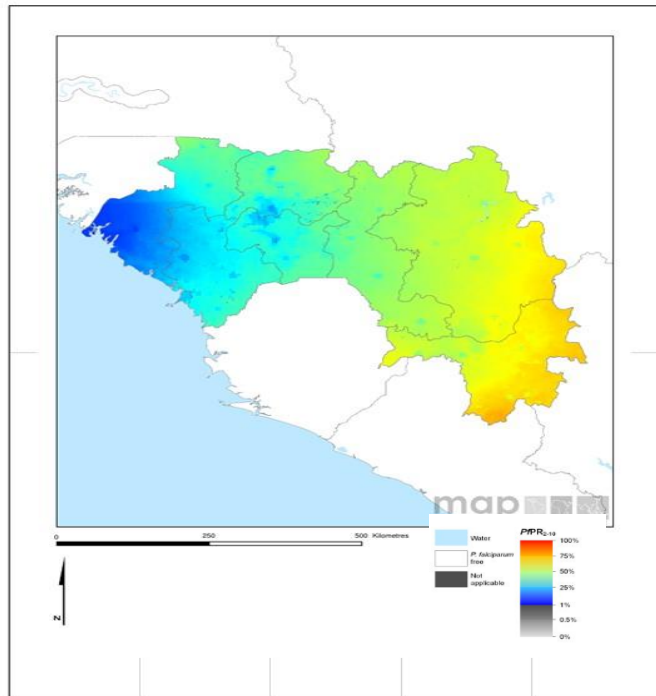 map
0 250 500 Kilometres
Water
P. falciparum
free
Not
applicable
PfPR2-10
100%
75%
50%
25%
1%
0.5%
0%
N